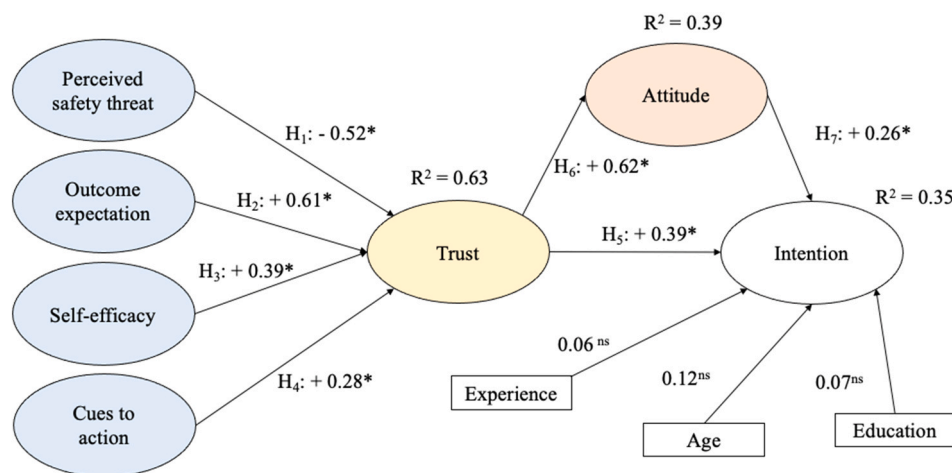 R² = 0.39
Perceived
safety threat
Attitude
H₁: - 0.52*
H₇: + 0.26*
H₆: + 0.62*
R² = 0.63
Outcome
expectation
R² = 0.35
H₂: + 0.61*
H₅: + 0.39*
Trust
Intention
H₃: + 0.39*
Self-efficacy
0.06 ns
H₄: + 0.28*
0.12ns
0.07ns
Experience
Cues to
action
Age
Education